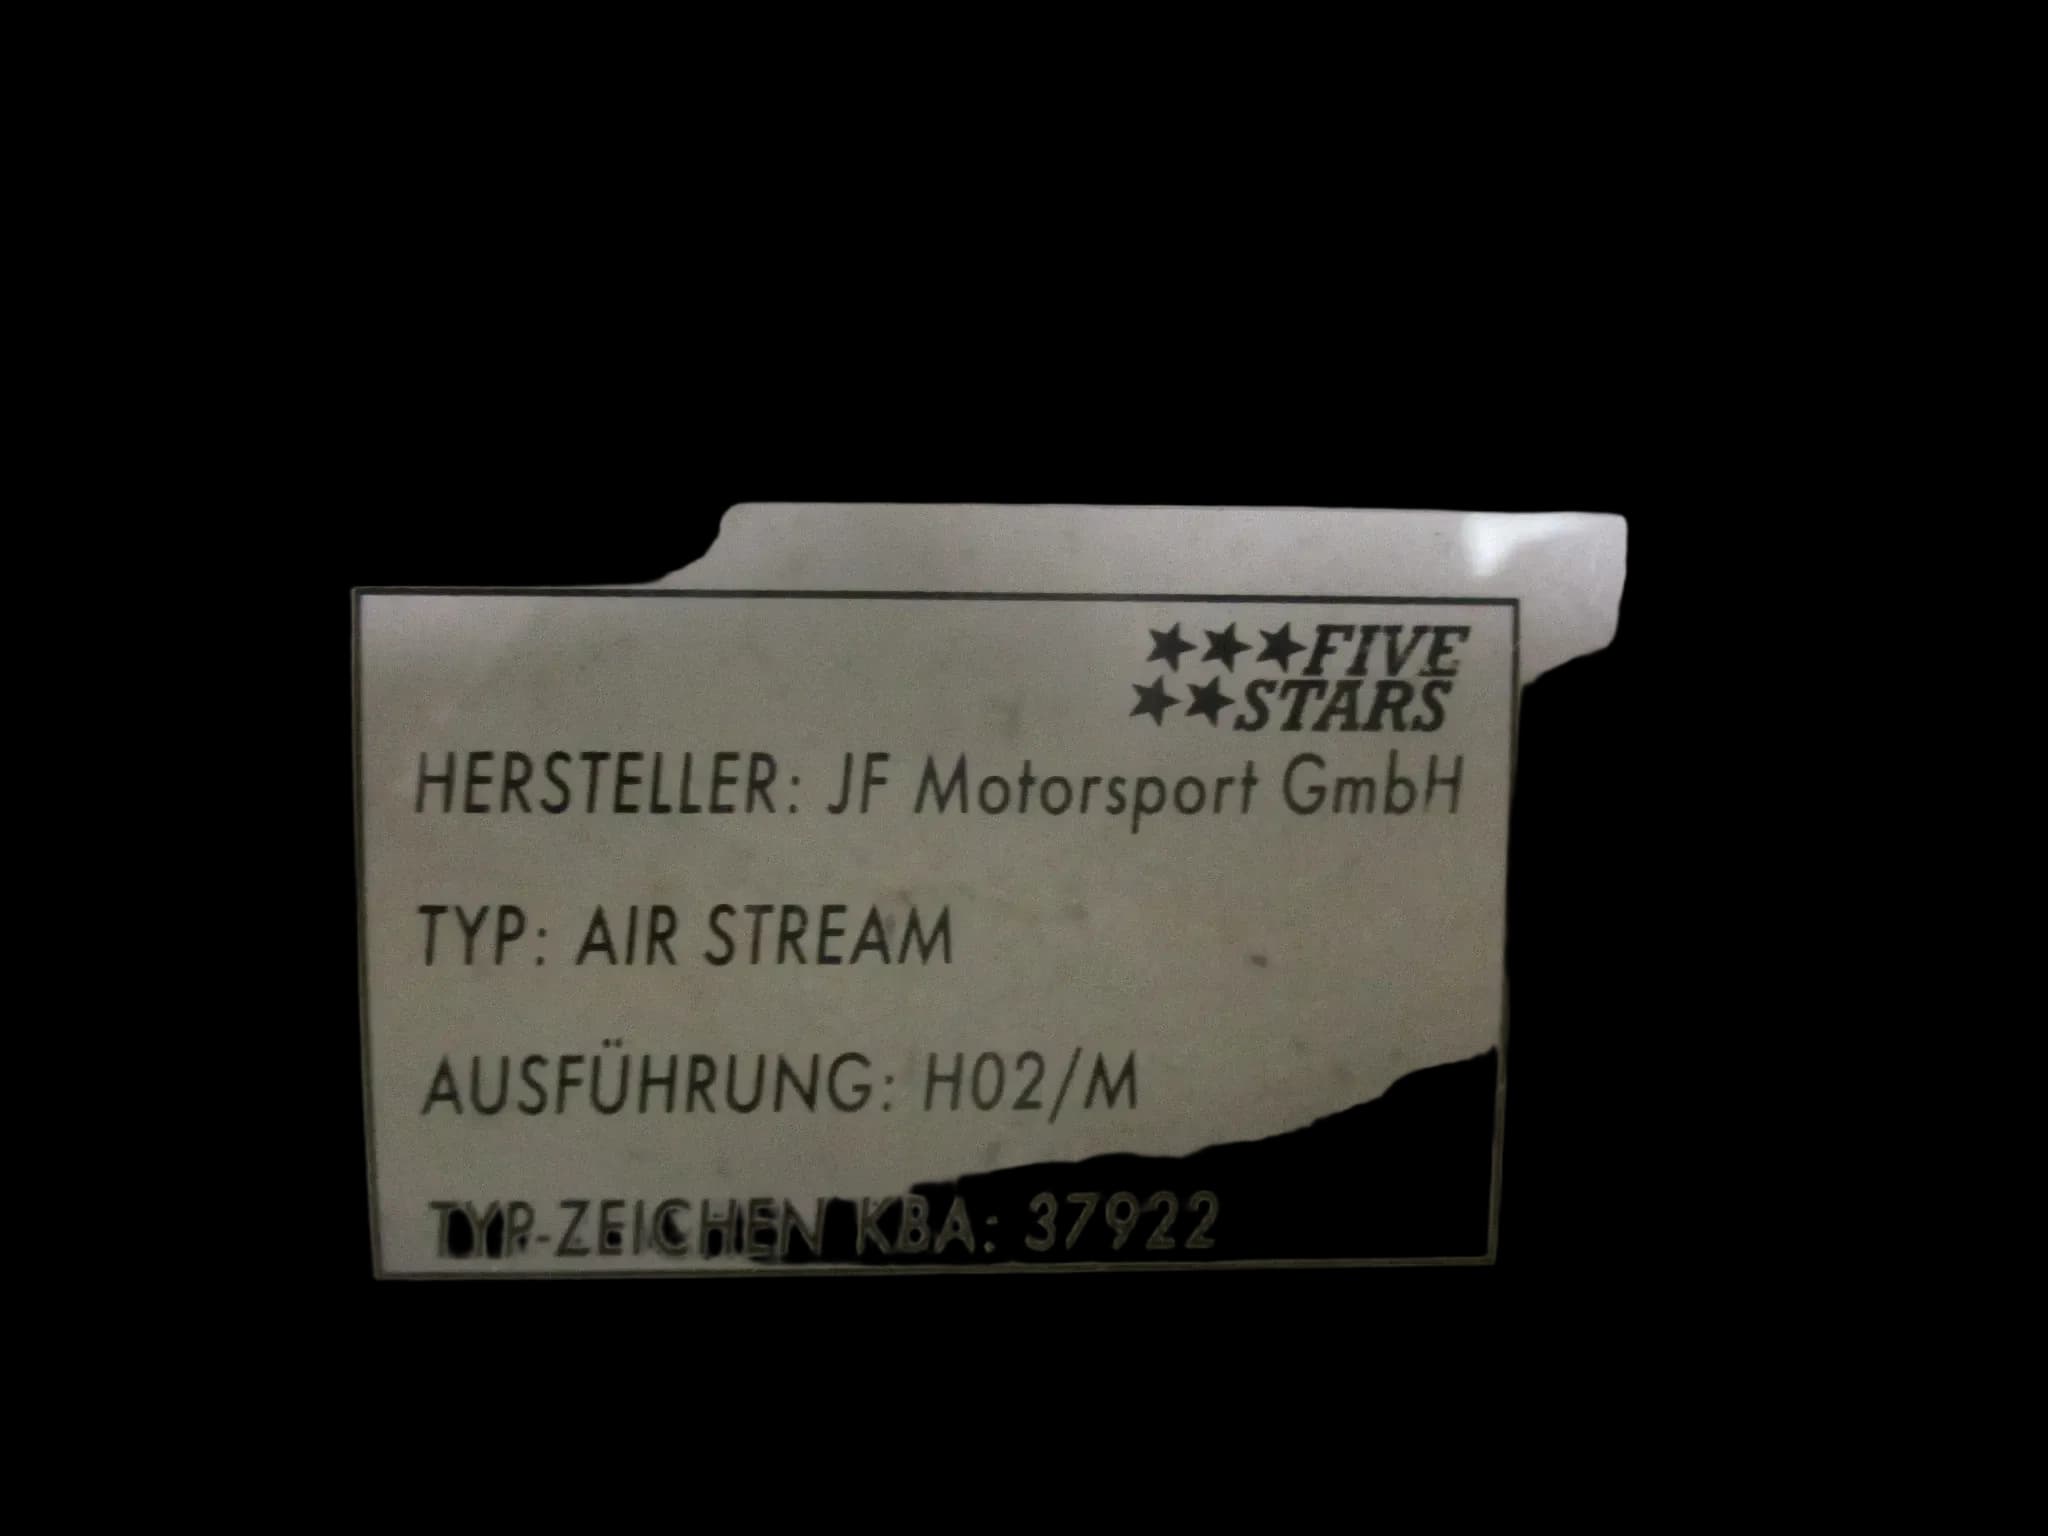 ★★★FIVE
★★STARS
HERSTELLER: JF Motorsport GmbH
TYP: AIR STREAM
AUSFÜHRUNG: H02/M
TYP-ZEICHEN KBA: 37922